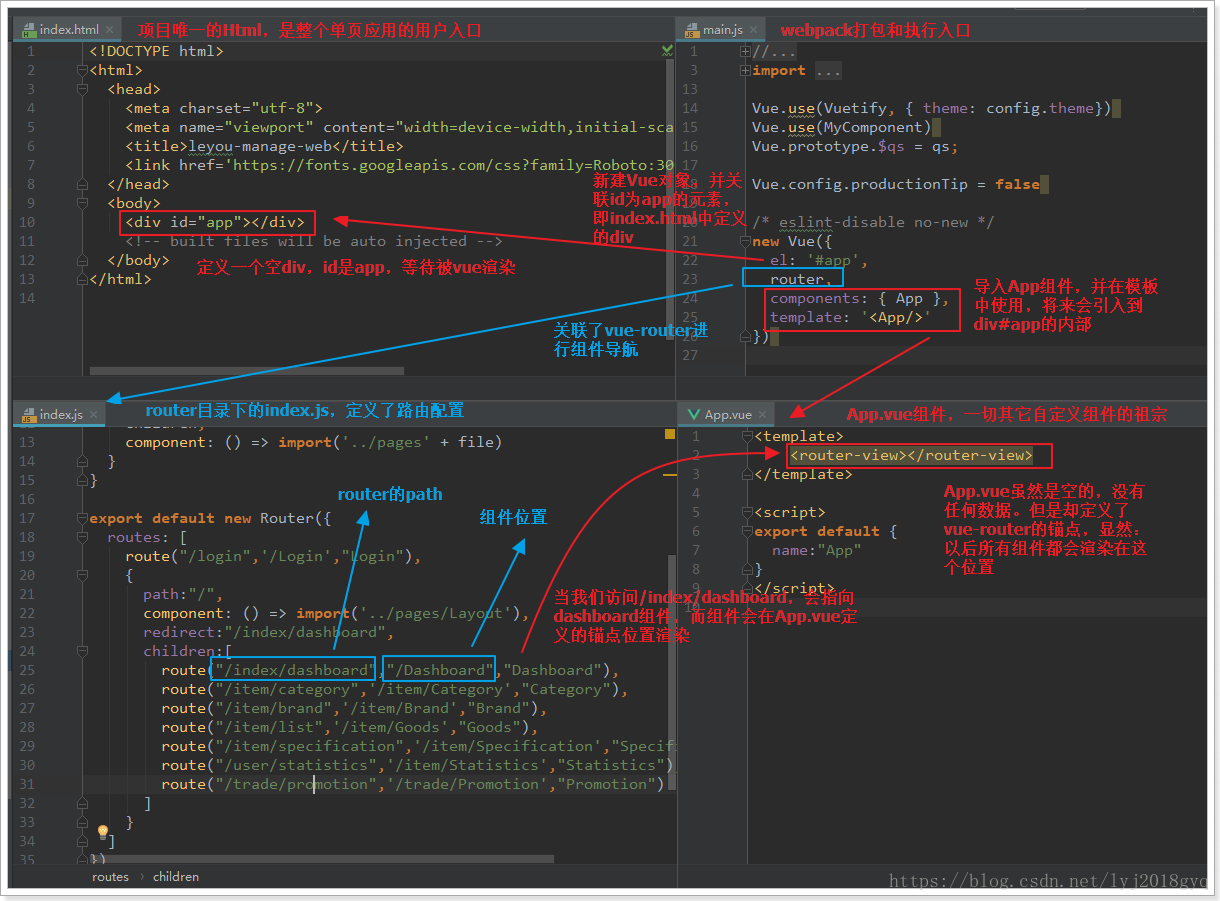 index.html
项目唯一的Html，是整个单页应用的用户入口
1 <!DOCTYPE html>
2 <html>
3 <head>
4 <meta charset="utf-8">
5 <meta name="viewport" content="width=device-width,initial-sca
6 <title>leyou-manage-web</title>
7 <link href='https://fonts.googleapis.com/css?family=Roboto:30
8 </head>
9 <body>
10 <div id="app"></div>
11 <!-- built files will be auto injected -->
12 </body>
13 </html>
14
定义一个空div，id是app，等待被vue渲染
main.js
webpack打包和执行入口
1 //...
3 import ...
13
14 Vue.use(Vuetify, { theme: config.theme})
15 Vue.use(MyComponent)
16 Vue.prototype.$qs = qs;
17
Vue.config.productionTip = false
/* eslint-disable no-new */
21 new Vue({
22 el: '#app',
23 router,
24 components: { App },
25 template: '<App/>'
26 })
27
新建Vue对象，并关
联id为app的元素，
即index.html中定义
的div
导入App组件，并在模板
中使用，将来会引入到
div#app的内部
关联了vue-router进
行组件导航
index.js
router目录下的index.js，定义了路由配置
13 component: () => import('../pages' + file)
14 }
15 }
16
17 export default new Router({
18 routes: [
19 route("/login",'/Login',"Login"),
20 {
21 path:"/",
22 component: () => import('../pages/Layout'),
23 redirect:"/index/dashboard",
24 children:[
25 route("/index/dashboard","/Dashboard","Dashboard"),
26 route("/item/category",'/item/Category',"Category"),
27 route("/item/brand",'/item/Brand',"Brand"),
28 route("/item/list",'/item/Goods',"Goods"),
29 route("/item/specification",'/item/Specification',"Specifi
30 route("/user/statistics",'/item/Statistics',"Statistics")
31 route("/trade/promotion",'/trade/Promotion',"Promotion")
32 ]
33 }
34 ]
35 })
router的path
组件位置
当我们访问/index/dashboard，会指向
dashboard组件，而组件会在App.vue定
义的锚点位置渲染
routes › children
App.vue
App.vue组件，一切其它自定义组件的祖宗
1 <template>
2 <router-view></router-view>
3 </template>
4
5 <script>
6 export default {
7 name:"App"
8 }
9 </script>
10
App.vue虽然是空的，没有
任何数据。但是却定义了
vue-router的锚点，显然：
以后所有组件都会渲染在这
个位置
https://blog.csdn.net/lyj2018gyq